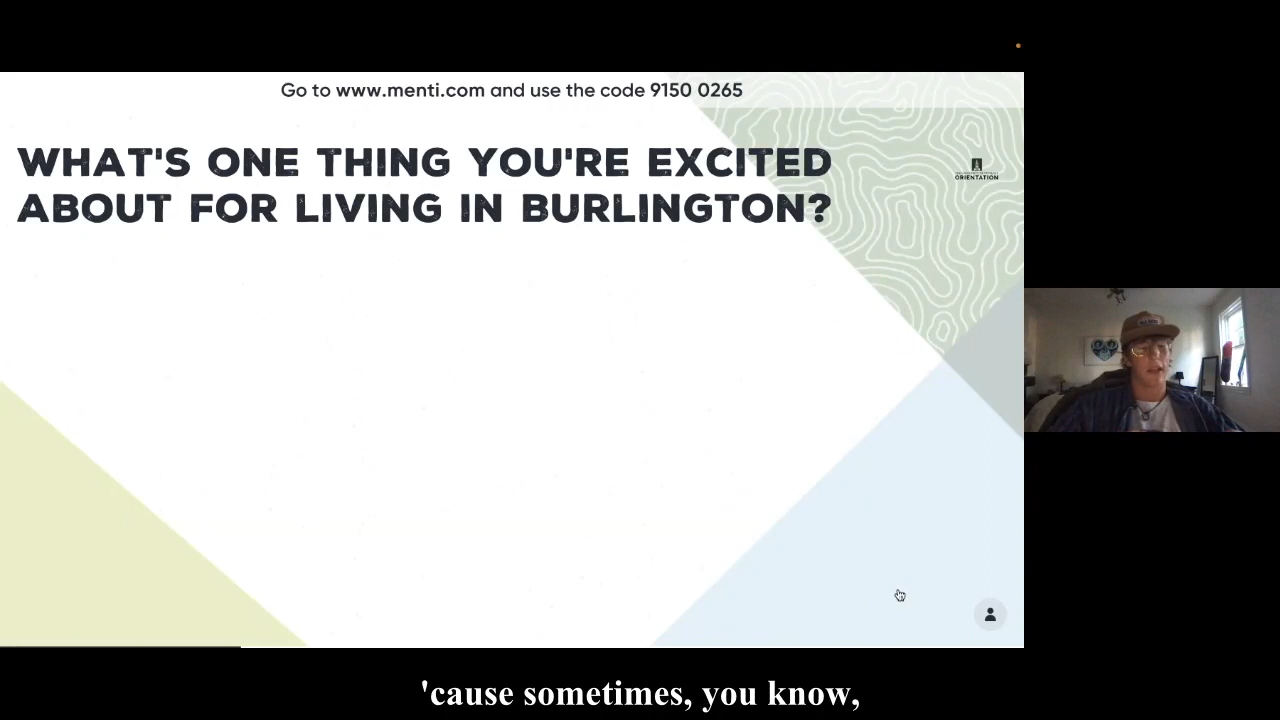 Go to www.menti.com and use the code 9150 0265
WHAT'S ONE THING YOU'RE EXCITED
ABOUT FOR LIVING IN BURLINGTON?
ORIENTATION
'cause sometimes, you know,